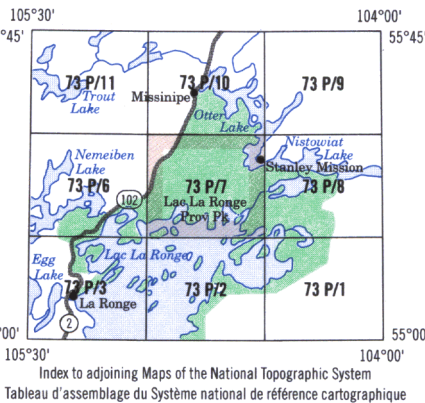 105°30' 104°00'
°45' 55°45'
73 P/11 73 P/10 73 P/9
Trout Lake
Missinipe
Otter Lake
Nistowiat Lake
Nemeiben Lake
Stanley Mission
73 P/6 73 P/7 73 P/8
102
Lac La Ronge
Prov Pk
Egg Lake
Lac La Ronge
73 P/3 73 P/2 73 P/1
La Ronge
2
°00' 55°00'
105°30' 104°00'
Index to adjoining Maps of the National Topographic System
Tableau d'assemblage du Système national de référence cartographique